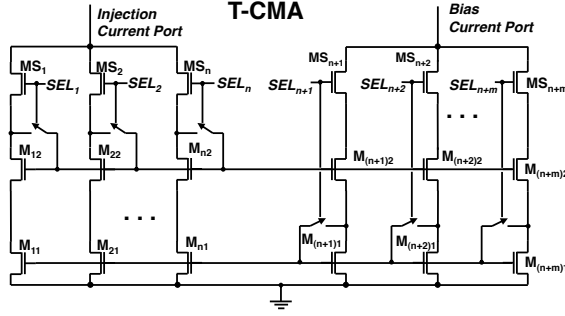 Injection
Current Port
T-CMA
Bias
Current Port
MS1
SEL1
MS2
SEL2
MSn
SELn
MSn+1
SELn+1
MSn+2
SELn+2
SELn+m
MSn+m
. . .
M12
M22
Mn2
M(n+1)2
M(n+2)2
M(n+m)2
. . .
M11
M21
Mn1
M(n+1)1
M(n+2)1
M(n+m)1